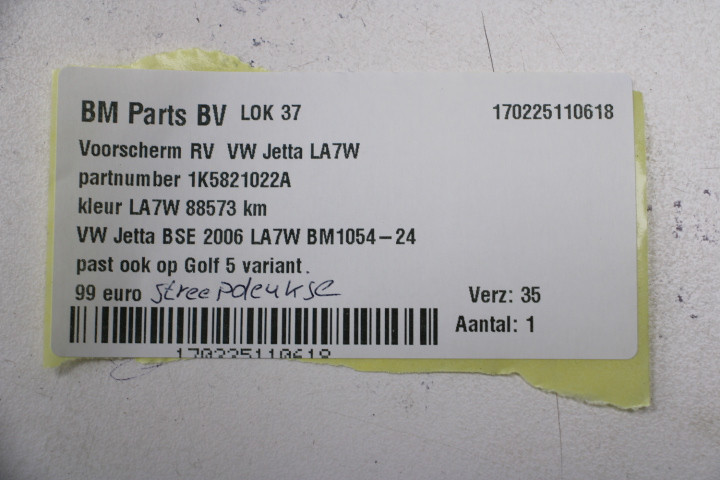 BM Parts BV LOK 37 170225110618
Voorscherm RV VW Jetta LA7W
partnumber 1K5821022A
kleur LA7W 88573 km
VW Jetta BSE 2006 LA7W BM1054-24
past ook op Golf 5 variant.
99 euro streepdeukse Verz: 35
Aantal: 1
170225110618